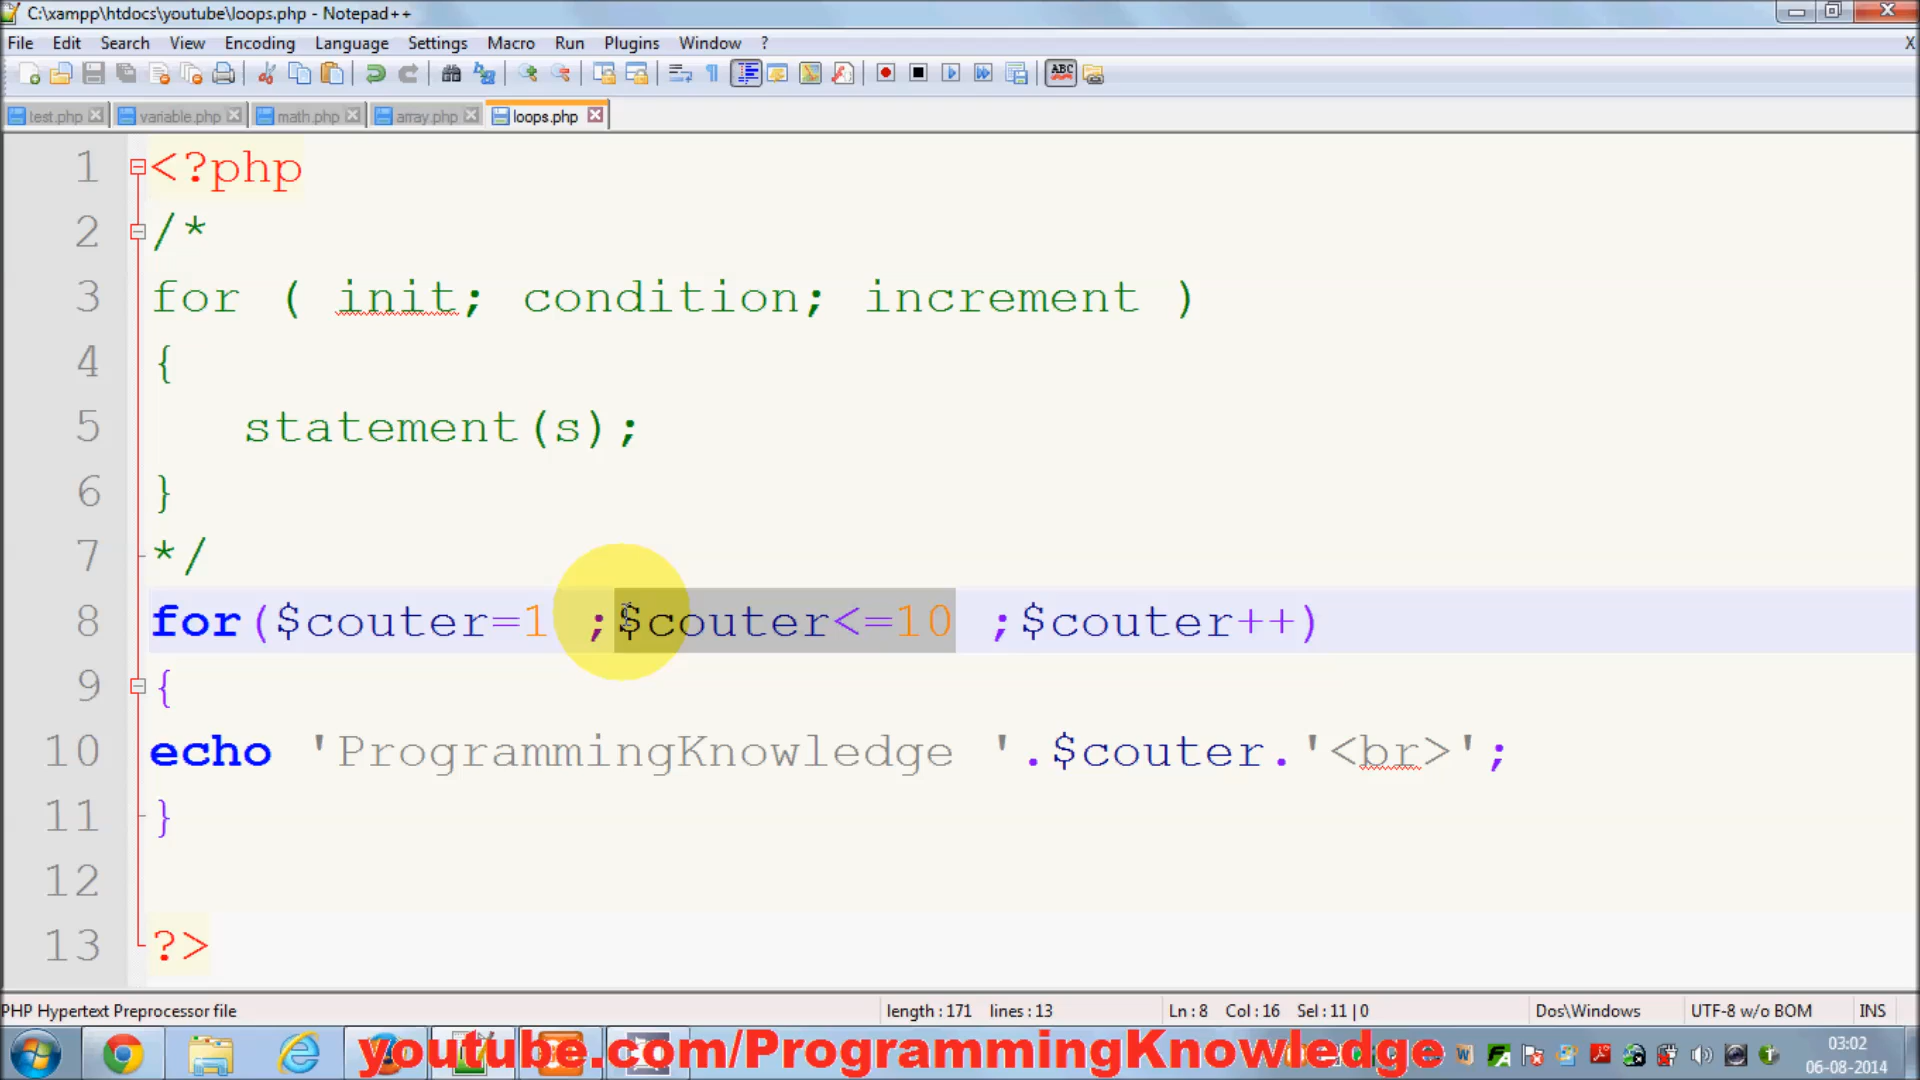 C:\xampp\htdocs\youtube\loops.php - Notepad++
File Edit Search View Encoding Language Settings Macro Run Plugins Window ? X
ABC
test.php variable.php math.php array.php loops.php
1 <?php
2 /*
3 for ( init; condition; increment )
4 {
5 statement(s);
6 }
7 */
8 for($couter=1 ;$couter<=10 ;$couter++)
9 {
10 echo 'ProgrammingKnowledge '.$couter.'<br>';
11 }
12
13 ?>
PHP Hypertext Preprocessor file length : 171 lines : 13 Ln : 8 Col : 16 Sel : 11 | 0 Dos\Windows UTF-8 w/o BOM INS
youtube.com/ProgrammingKnowledge
03:02
06-08-2014